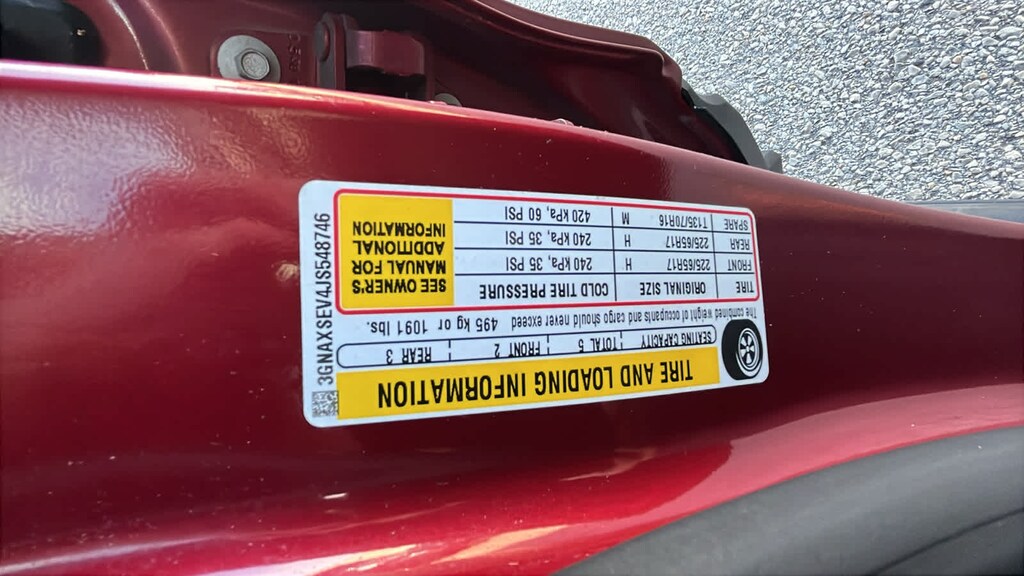 TIRE AND LOADING INFORMATION
SEATING CAPACITY TOTAL 5 FRONT 2 REAR 3
The combined weight of occupants and cargo should never exceed 495 kg or 1091 lbs.
TIRE ORIGINAL SIZE COLD TIRE PRESSURE
FRONT 225/65R17 H 240 kPa, 35 PSI
REAR 225/65R17 H 240 kPa, 35 PSI
SPARE T135/70R16 M 420 kPa, 60 PSI
SEE OWNER'S
MANUAL FOR
ADDITIONAL
INFORMATION
3GNAXSEV4JS548746